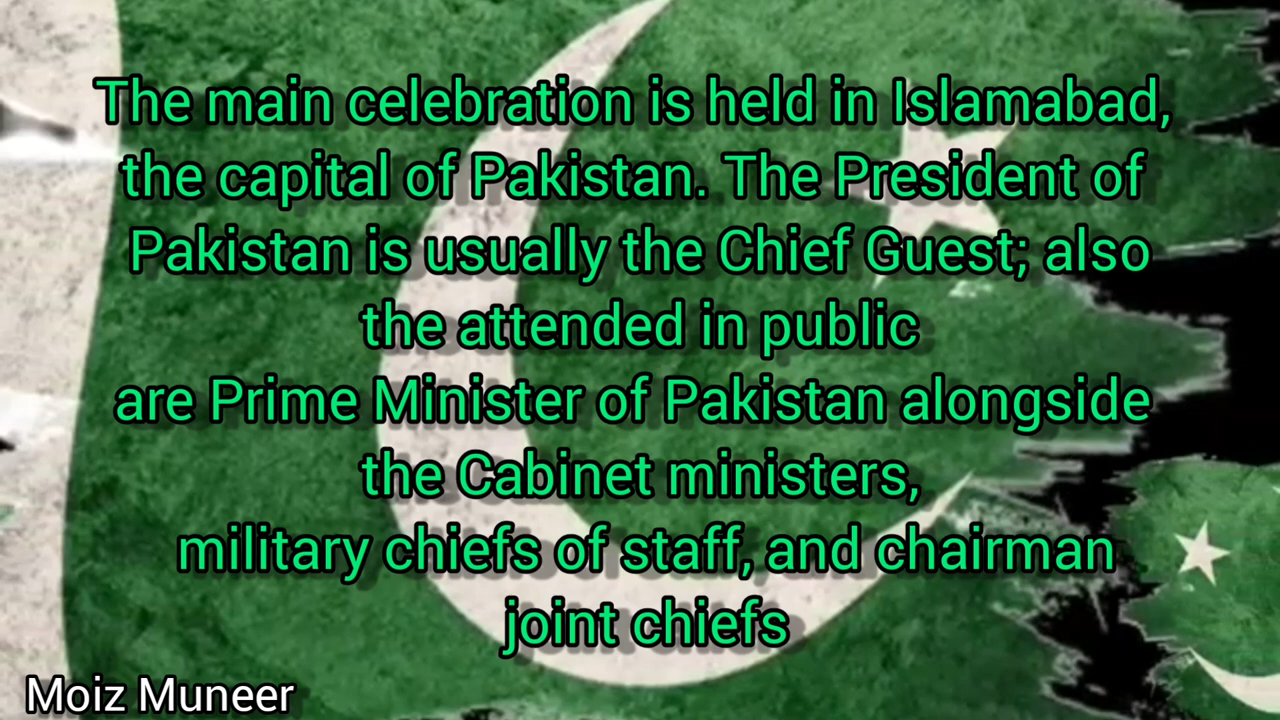 The main celebration is held in Islamabad,
the capital of Pakistan. The President of
Pakistan is usually the Chief Guest; also
the attended in public
are Prime Minister of Pakistan alongside
the Cabinet ministers,
military chiefs of staff, and chairman
joint chiefs
Moiz Muneer